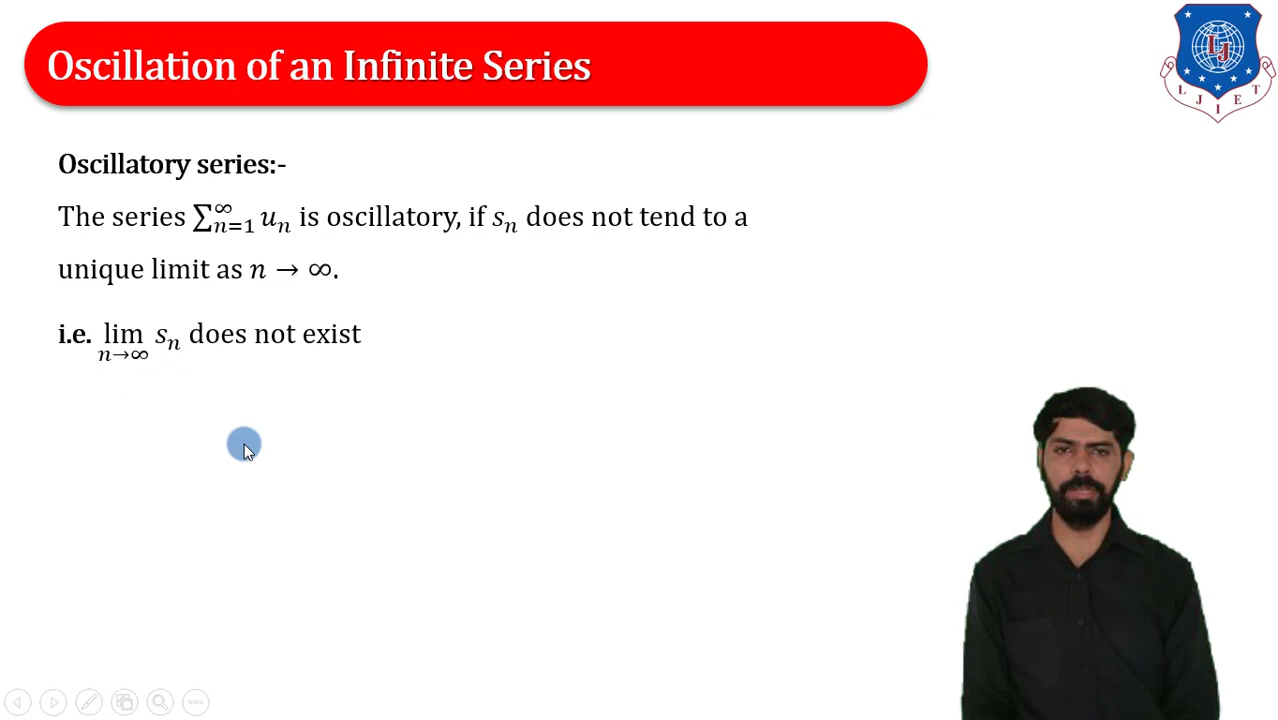 Oscillation of an Infinite Series
LJ
L J I E T
Oscillatory series:-
The series ∑_{n=1}^{∞} u_n is oscillatory, if s_n does not tend to a
unique limit as n → ∞.
i.e. lim_{n→∞} s_n does not exist